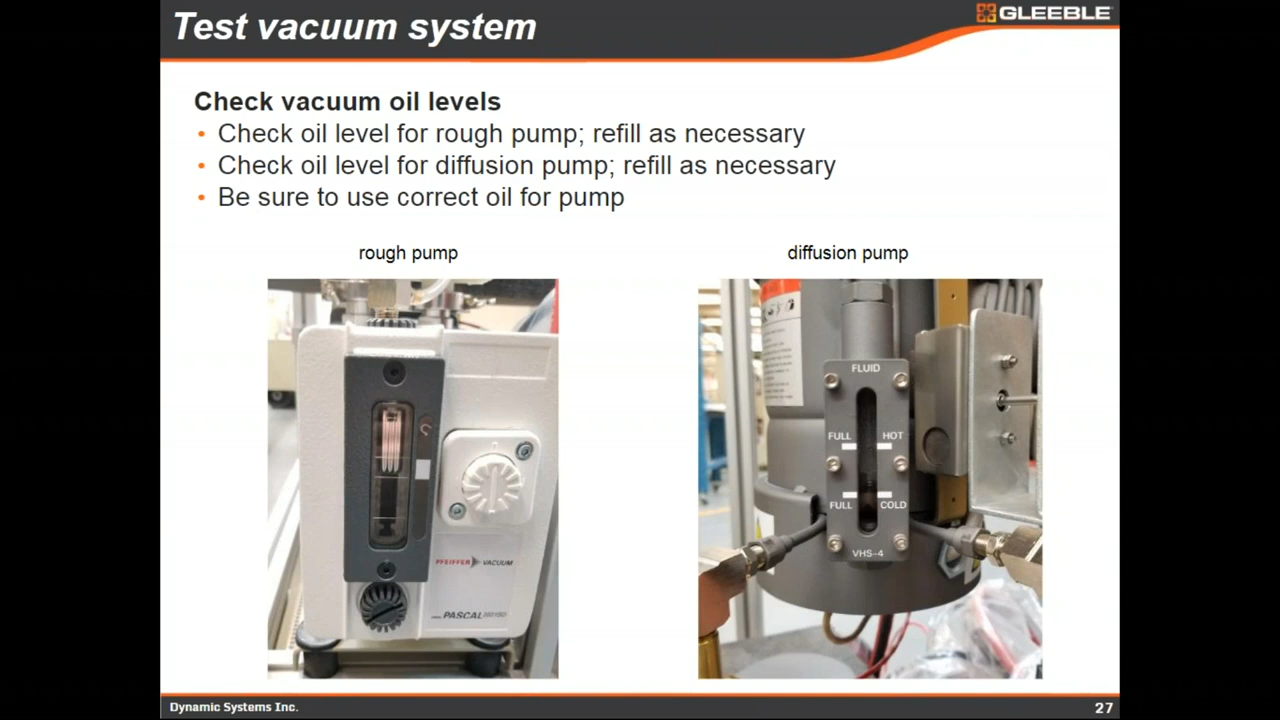 Test vacuum system
GLEEBLE
Check vacuum oil levels
• Check oil level for rough pump; refill as necessary
• Check oil level for diffusion pump; refill as necessary
• Be sure to use correct oil for pump
rough pump
diffusion pump
PFEIFFER VACUUM
PASCAL
FLUID
FULL HOT
FULL COLD
VHS-4
Dynamic Systems Inc.
27